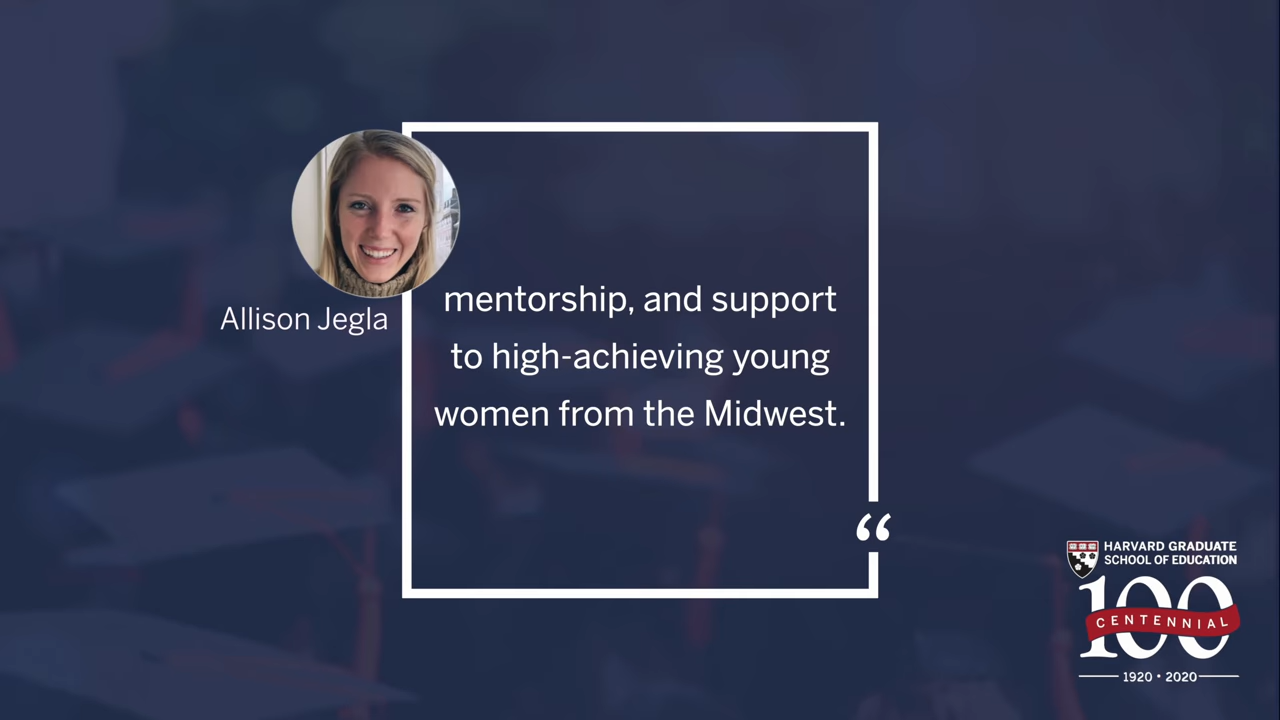 Allison Jegla
mentorship, and support
to high-achieving young
women from the Midwest.
“
HARVARD GRADUATE
SCHOOL OF EDUCATION
100
CENTENNIAL
1920 • 2020